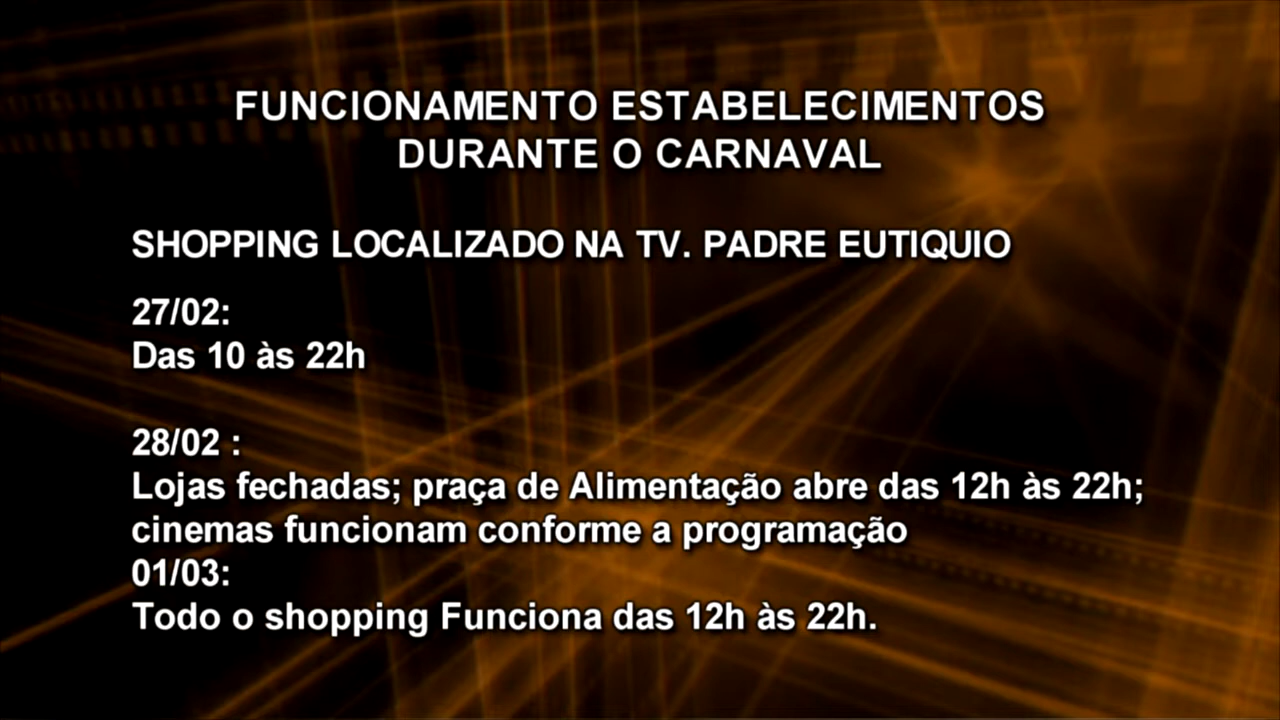 FUNCIONAMENTO ESTABELECIMENTOS
DURANTE O CARNAVAL
SHOPPING LOCALIZADO NA TV. PADRE EUTIQUIO
27/02:
Das 10 às 22h
28/02 :
Lojas fechadas; praça de Alimentação abre das 12h às 22h;
cinemas funcionam conforme a programação
01/03:
Todo o shopping Funciona das 12h às 22h.